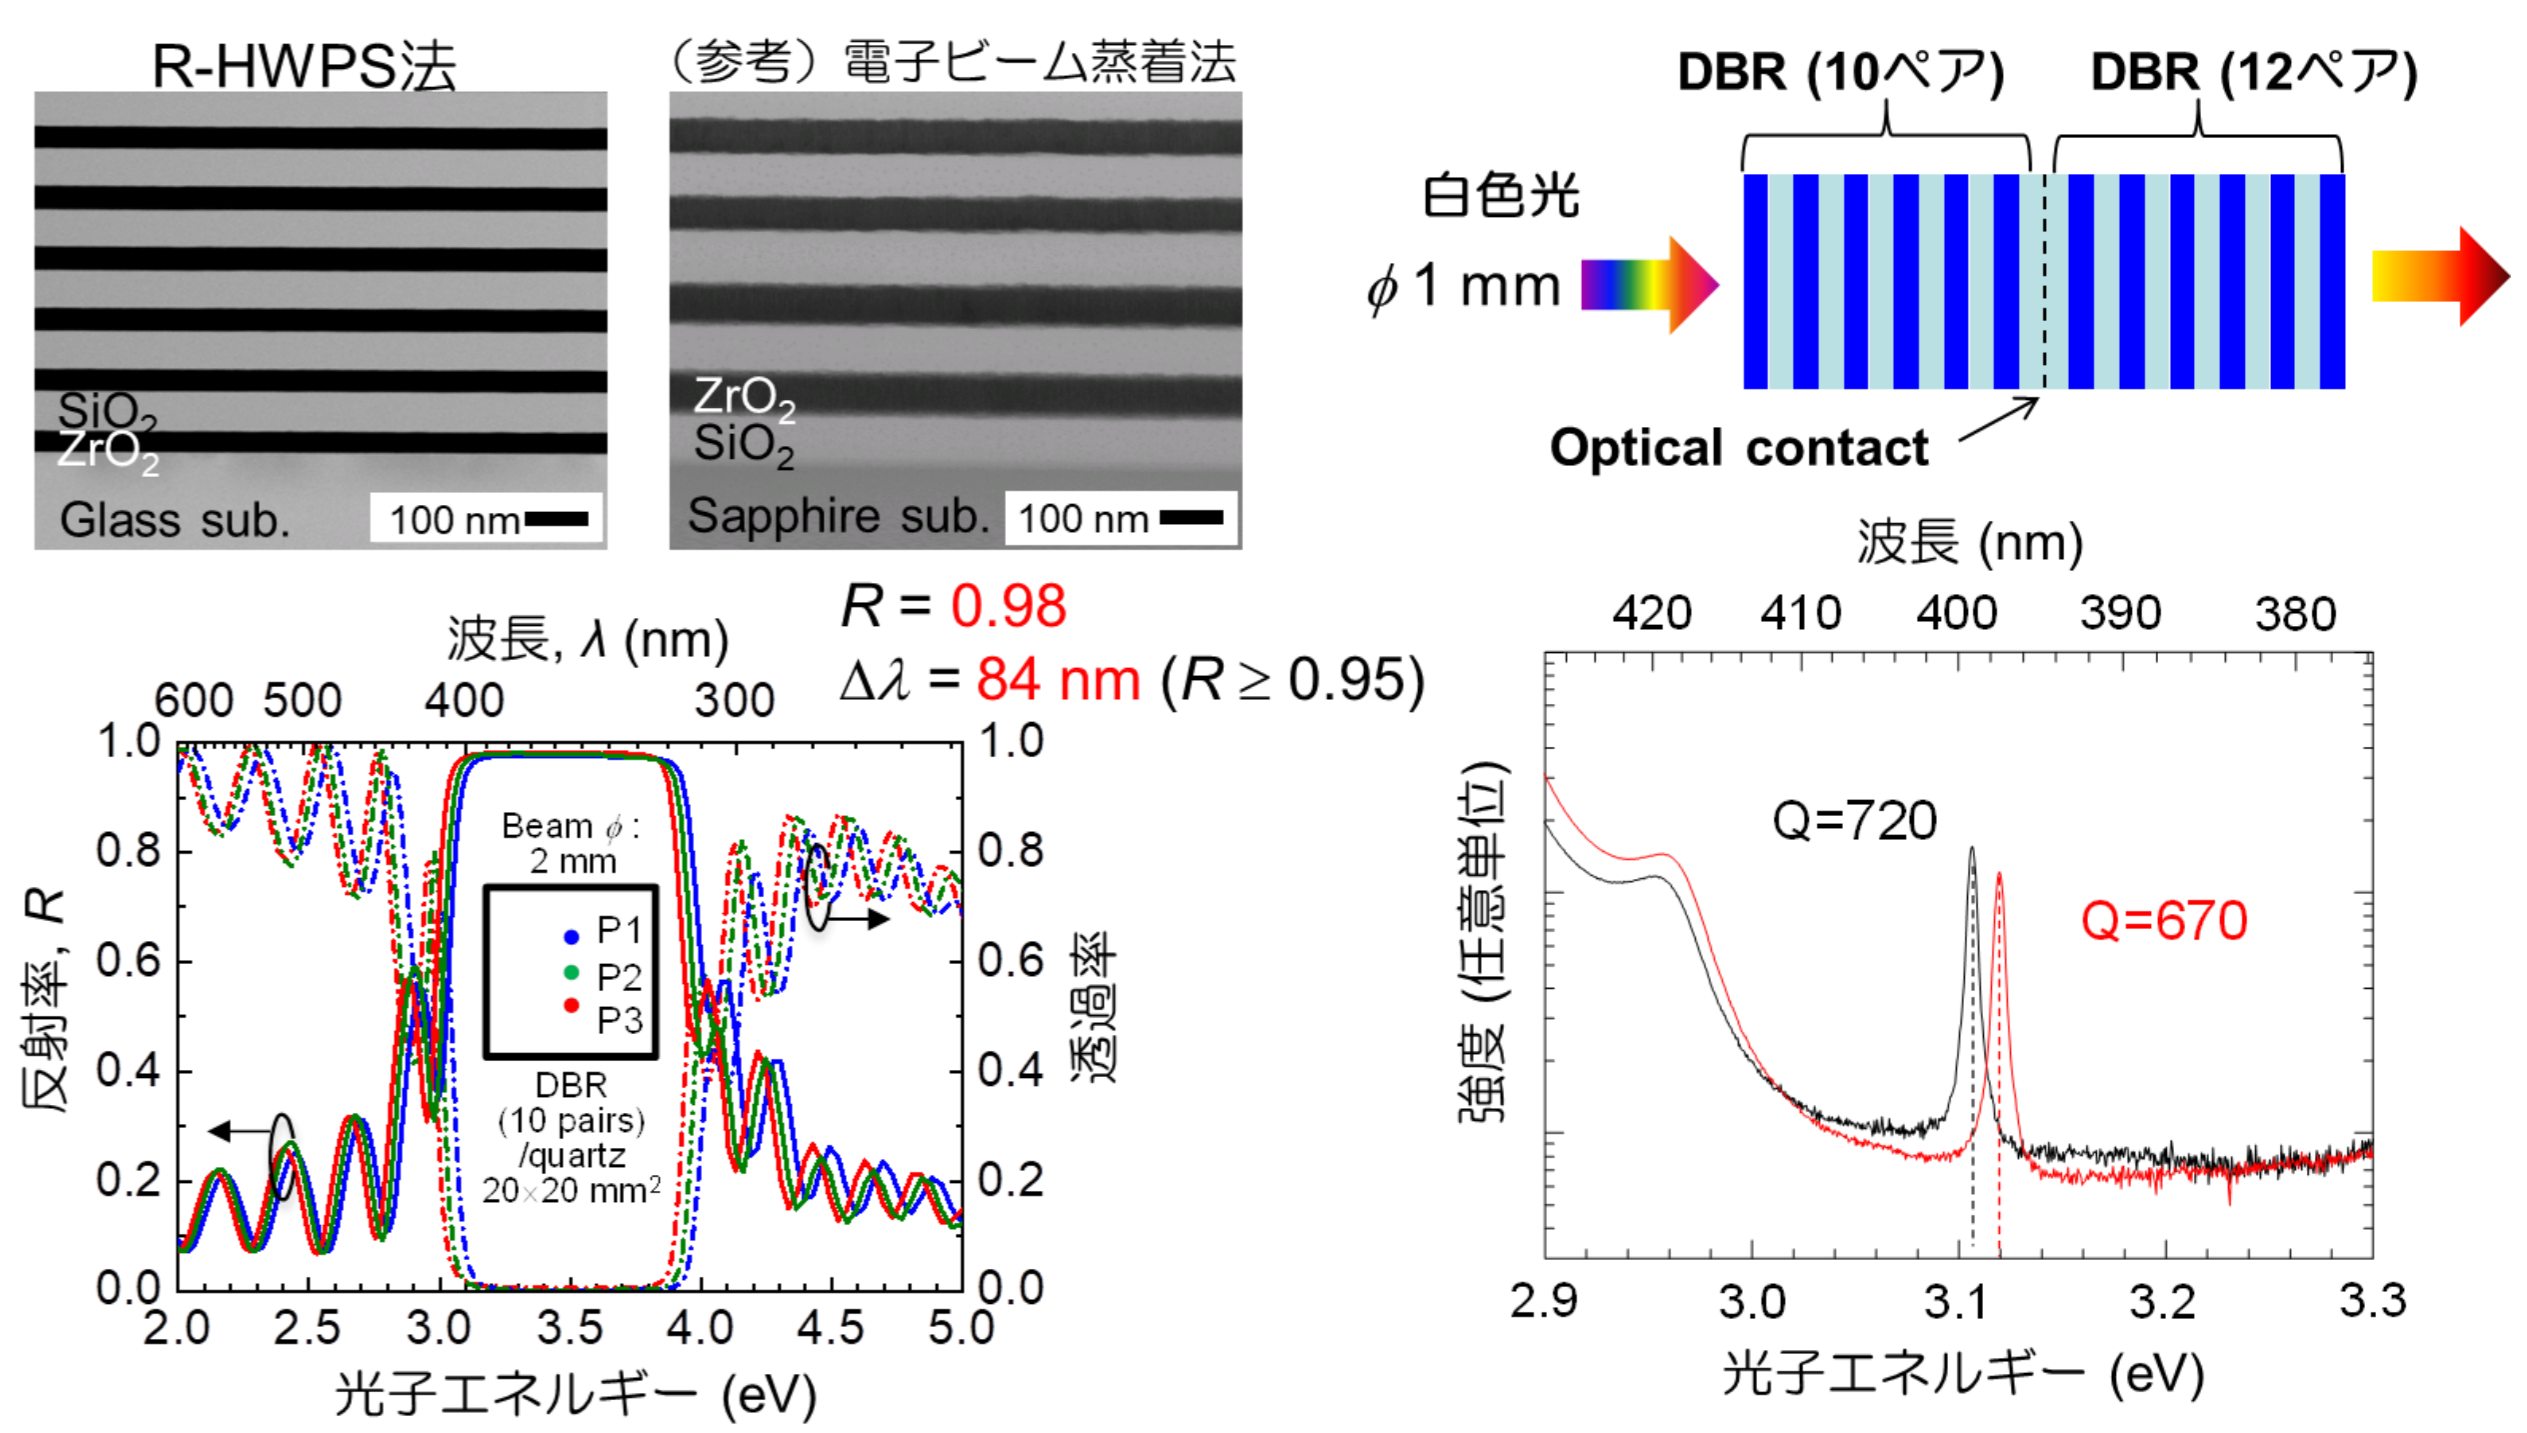 R-HWPS法
SiO2
ZrO2
Glass sub.
100 nm
（参考）電子ビーム蒸着法
ZrO2
SiO2
Sapphire sub.
100 nm
DBR (10ペア)
DBR (12ペア)
白色光
ϕ 1 mm
Optical contact
R = 0.98
Δλ = 84 nm (R ≥ 0.95)
波長, λ (nm)
600 500 400 300
1.0
0.8
0.6
0.4
0.2
0.0
反射率, R
Beam ϕ :
2 mm
P1
P2
P3
DBR
(10 pairs)
/quartz
20×20 mm2
1.0
0.8
0.6
0.4
0.2
0.0
透過率
2.0 2.5 3.0 3.5 4.0 4.5 5.0
光子エネルギー (eV)
波長 (nm)
420 410 400 390 380
強度 (任意単位)
Q=720
Q=670
2.9 3.0 3.1 3.2 3.3
光子エネルギー (eV)